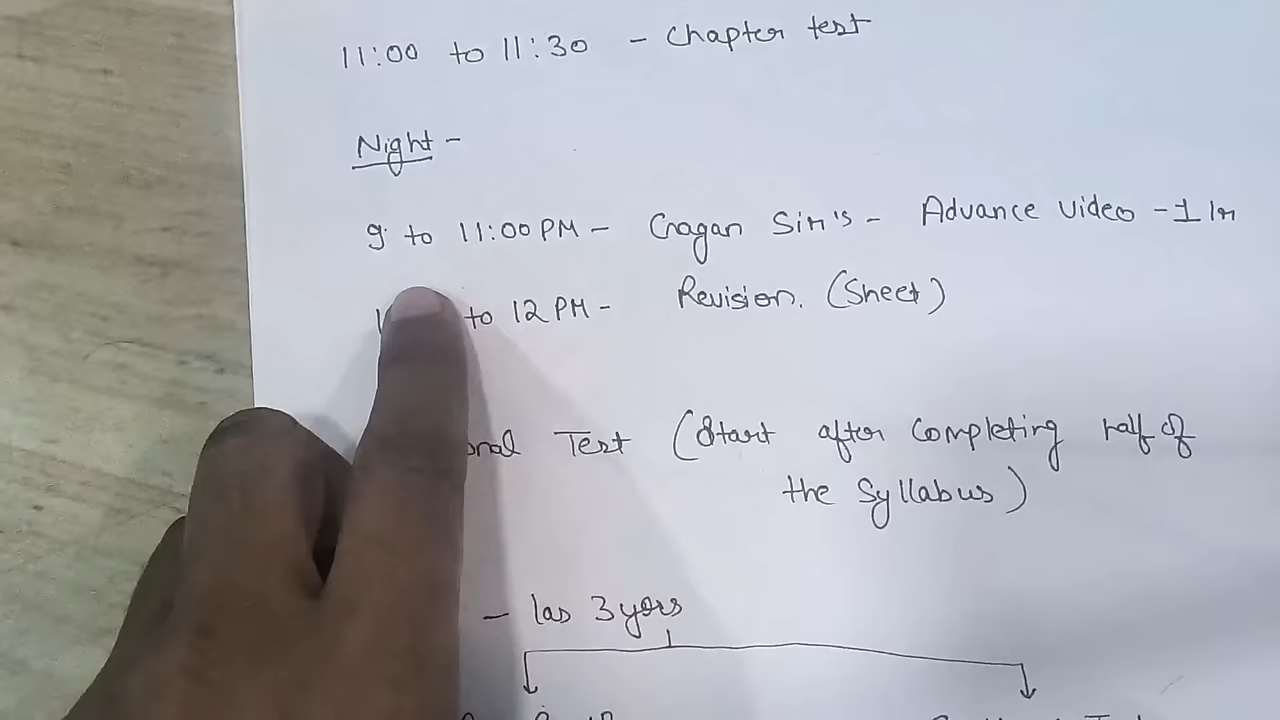 11:00 to 11:30 - Chapter test
Night -
9 to 11:00 PM - Gagan Sir's - Advance Video - 1
to 12 PM - Revision. (Sheet)
Test (Start after Completing half of
the Syllabus)
- las 3 yers